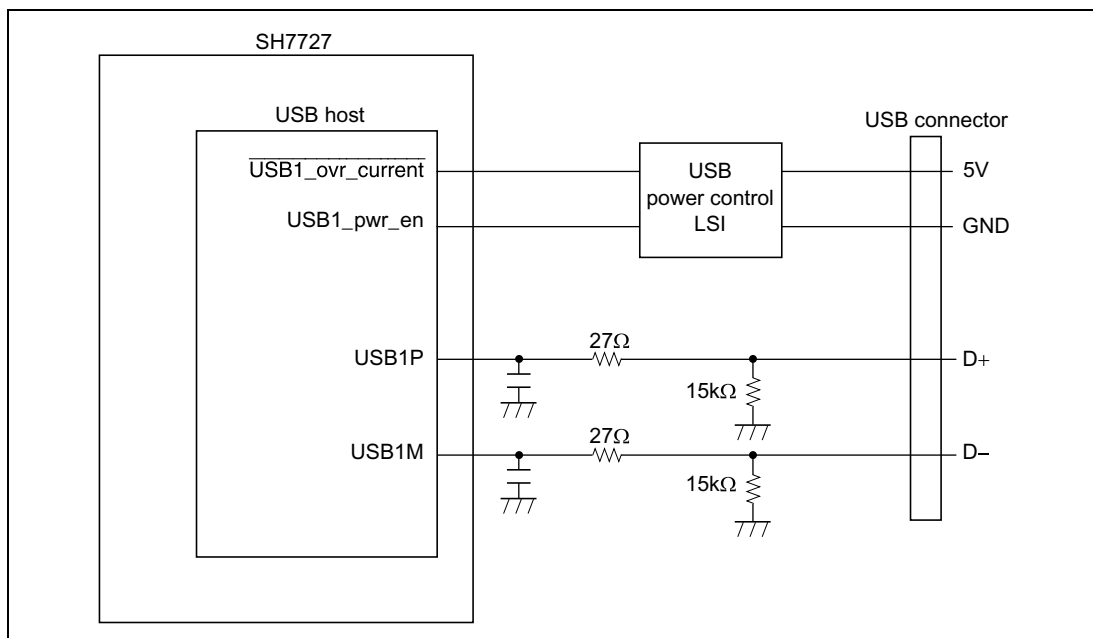 SH7727
USB host
USB connector
USB1_ovr_current
USB
power control
LSI
5V
USB1_pwr_en
GND
27Ω
USB1P
D+
15kΩ
27Ω
USB1M
D−
15kΩ